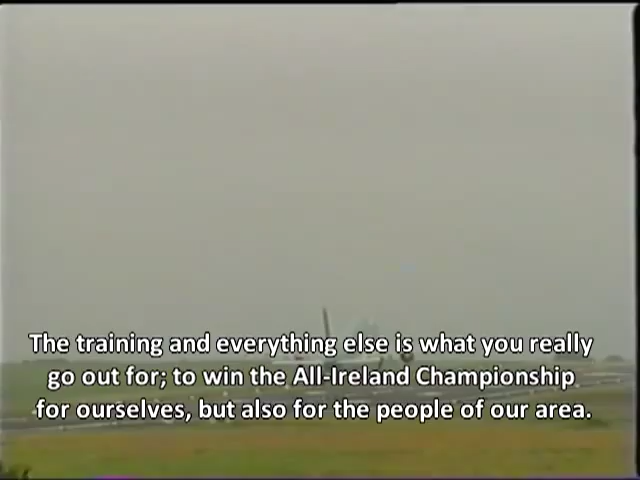 The training and everything else is what you really
go out for; to win the All-Ireland Championship
for ourselves, but also for the people of our area.